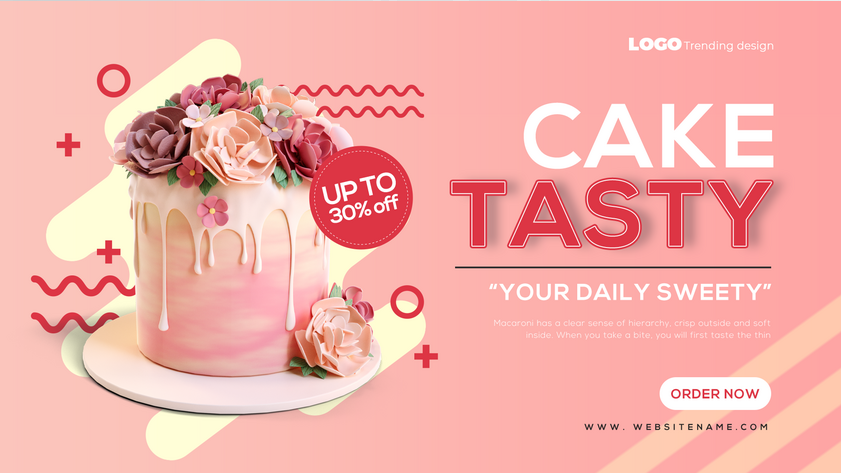 LOGO Trending design
CAKE
TASTY
UP TO
30% off
“YOUR DAILY SWEETY”
Macaroni has a clear sense of hierarchy, crisp outside and soft
inside. When you take a bite, you will first taste the thin
ORDER NOW
WWW. WEBSITENAME.COM